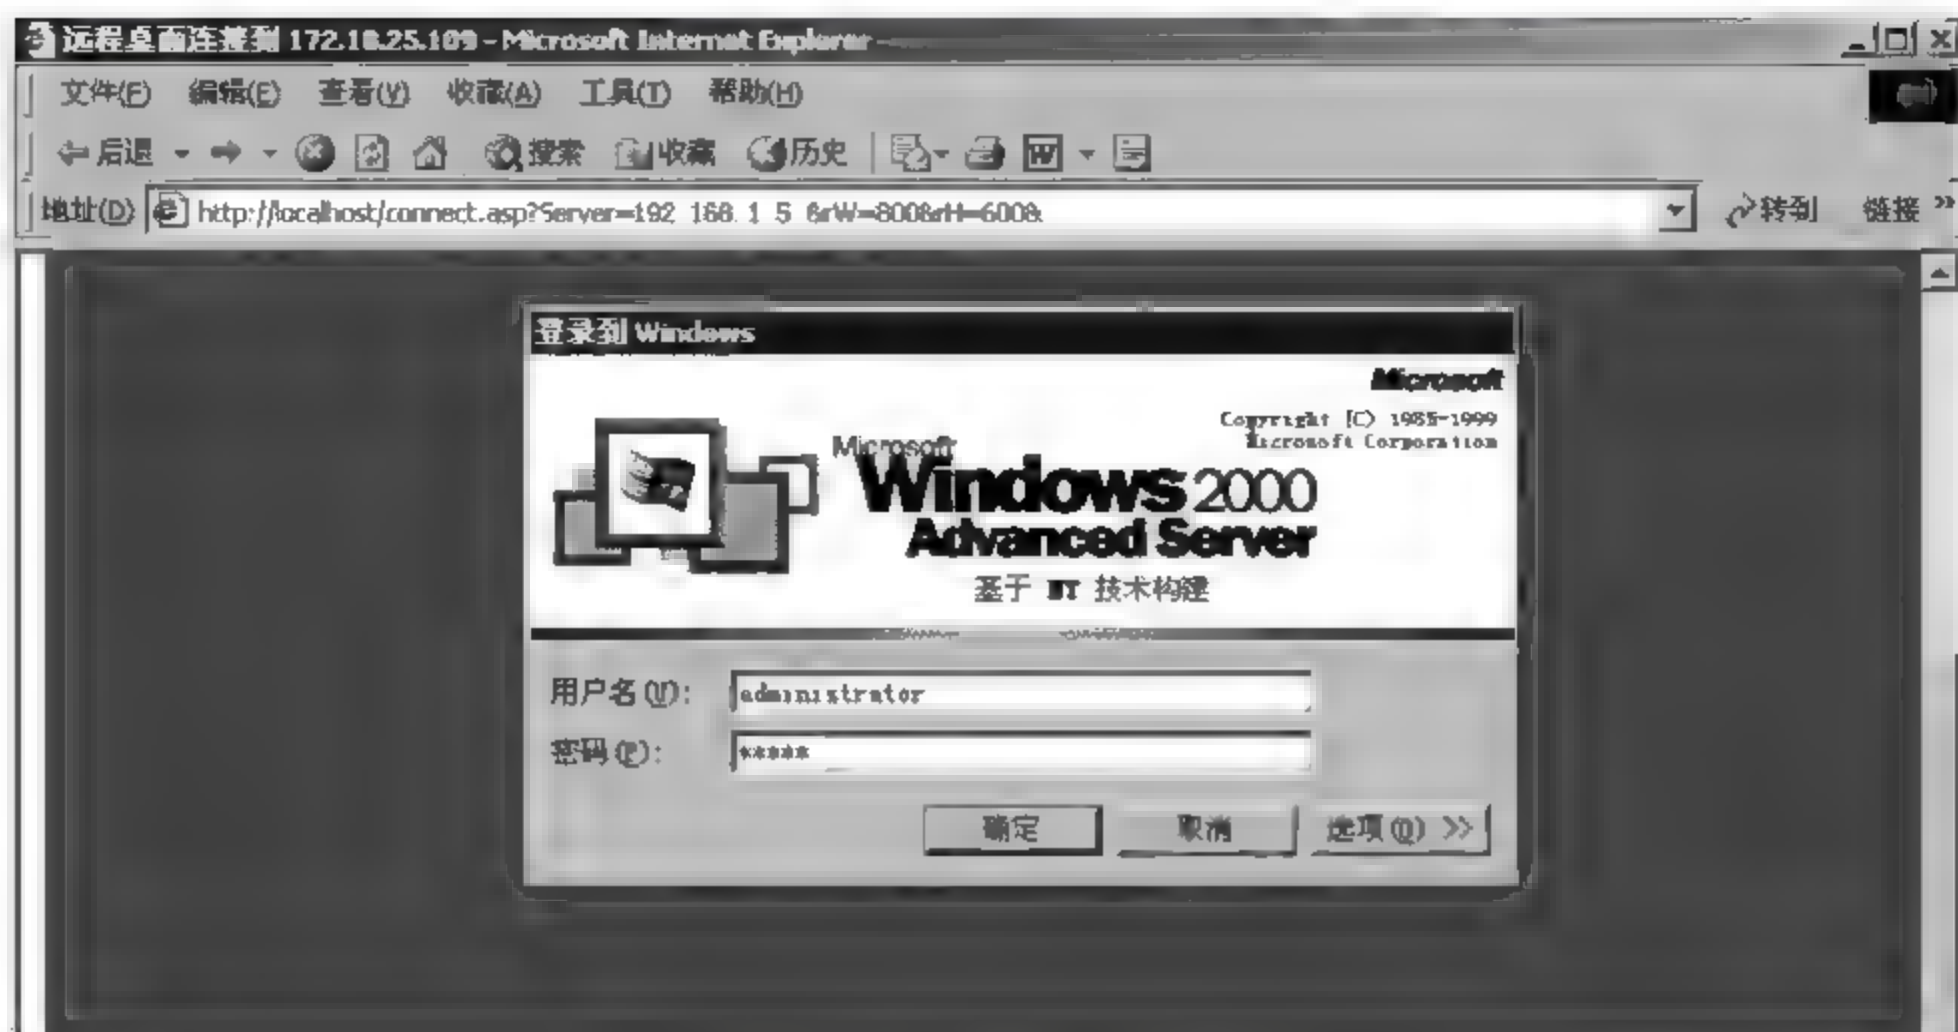 远程桌面连接到 172.18.25.109 - Microsoft Internet Explorer
文件(F) 编辑(E) 查看(V) 收藏(A) 工具(T) 帮助(H)
后退 搜索 收藏 历史
地址(D) http://localhost/connect.asp?Server=192 168 1 5 &rW=800&rH=600& 转到 链接 »
登录到 Windows
Microsoft
Copyright (C) 1985-1999
Microsoft Corporation
Microsoft
Windows 2000
Advanced Server
基于 NT 技术构建
用户名(U): administrator
密码(P): *****
确定 取消 选项(O) >>